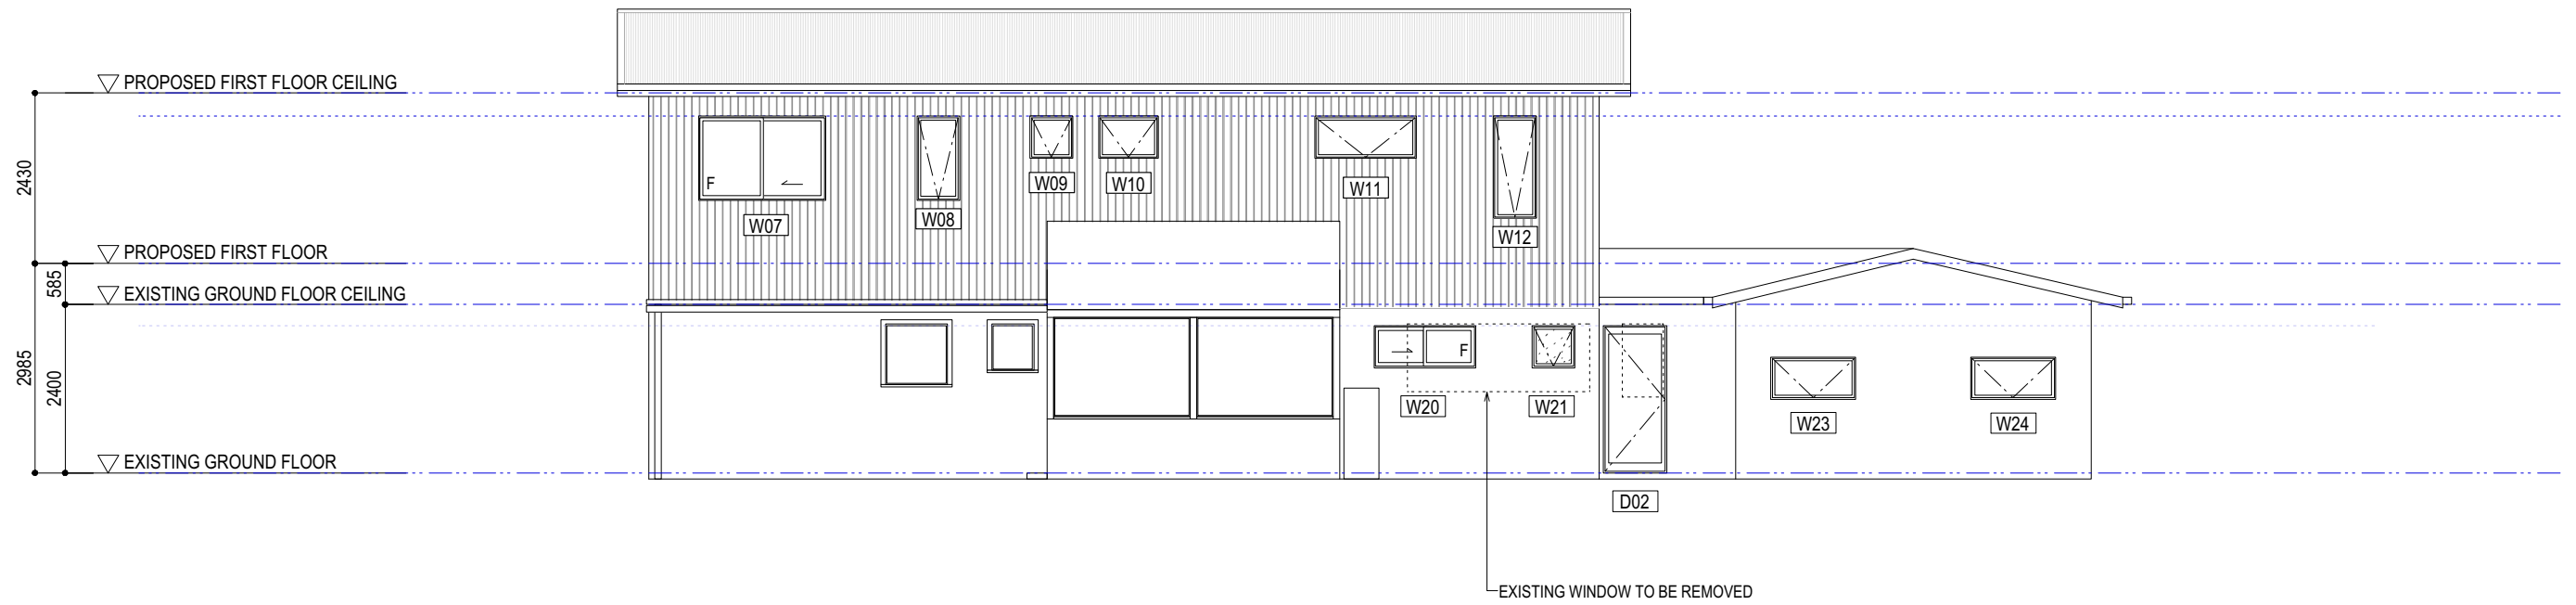 PROPOSED FIRST FLOOR CEILING
2430
F
W07
W08
W09
W10
W11
W12
PROPOSED FIRST FLOOR
585
EXISTING GROUND FLOOR CEILING
2985
2400
F
W20
W21
W23
W24
EXISTING GROUND FLOOR
D02
EXISTING WINDOW TO BE REMOVED